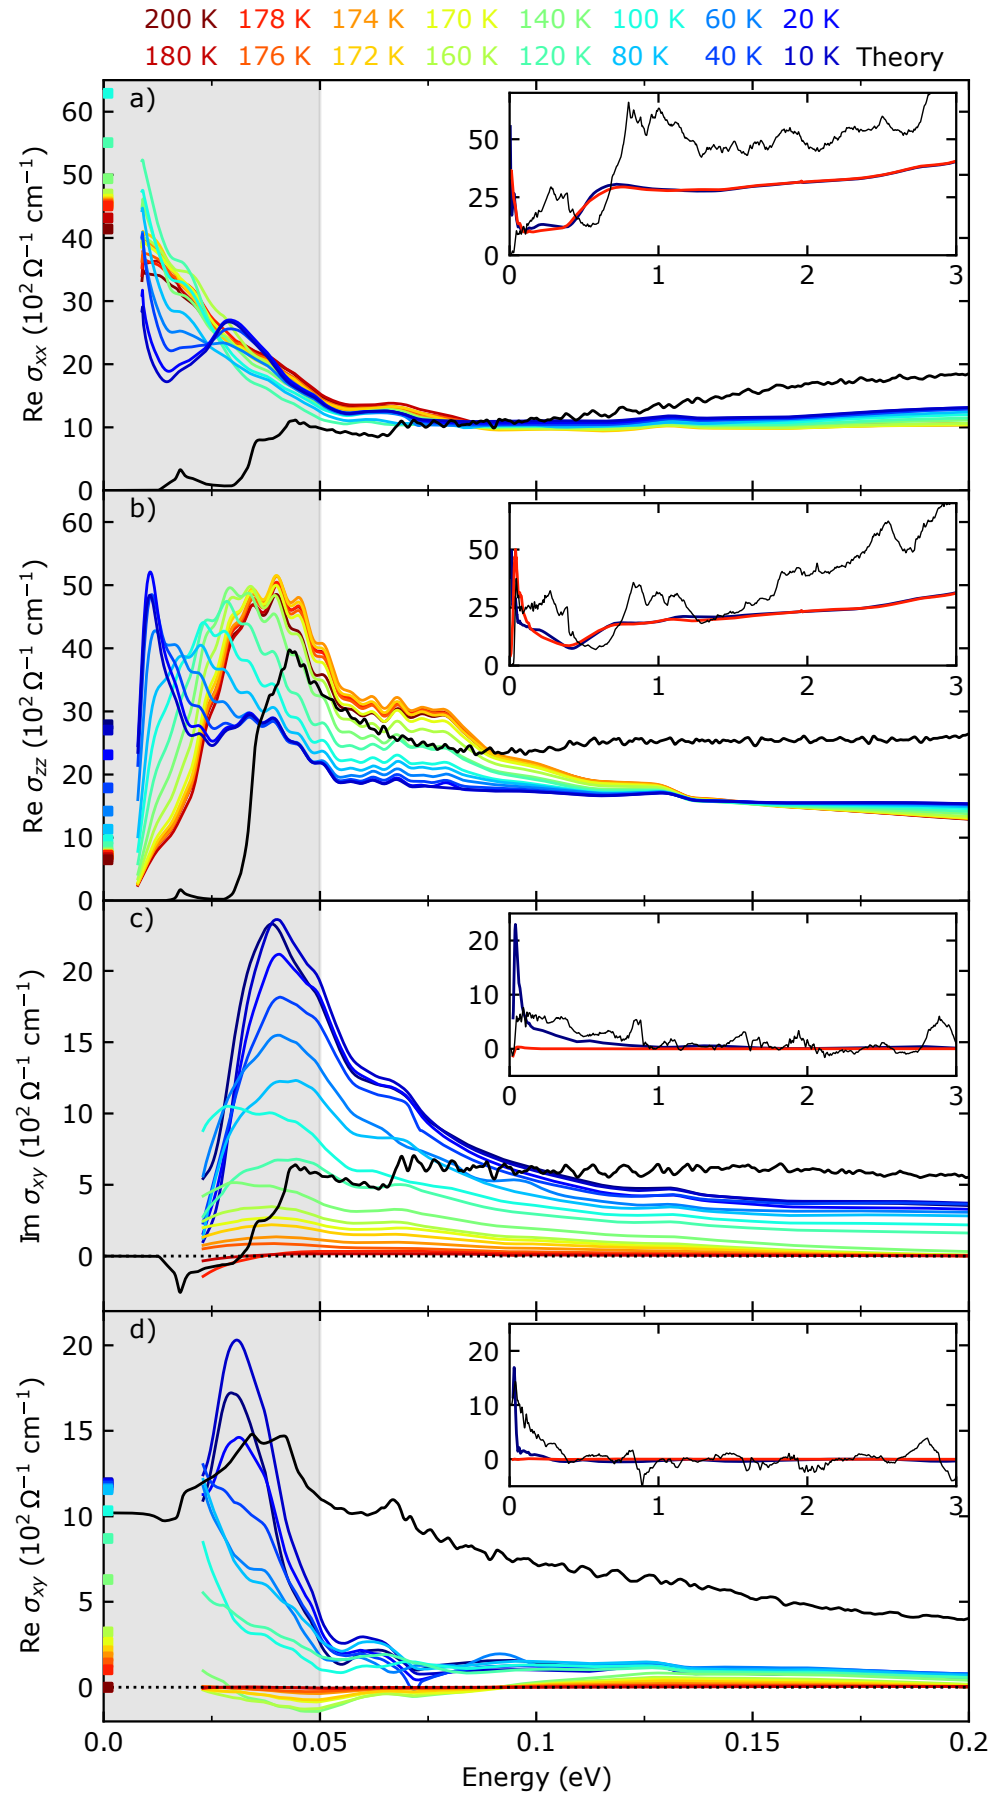 200 K 178 K 174 K 170 K 140 K 100 K 60 K 20 K
180 K 176 K 172 K 160 K 120 K 80 K 40 K 10 K Theory
a)
Re σxx (10² Ω⁻¹ cm⁻¹)
60
50
40
30
20
10
0
50
25
0
0 1 2 3
b)
Re σzz (10² Ω⁻¹ cm⁻¹)
60
50
40
30
20
10
0
50
25
0
0 1 2 3
c)
Im σxy (10² Ω⁻¹ cm⁻¹)
20
15
10
5
0
20
10
0
0 1 2 3
d)
Re σxy (10² Ω⁻¹ cm⁻¹)
20
15
10
5
0
20
10
0
0 1 2 3
0.0 0.05 0.1 0.15 0.2
Energy (eV)